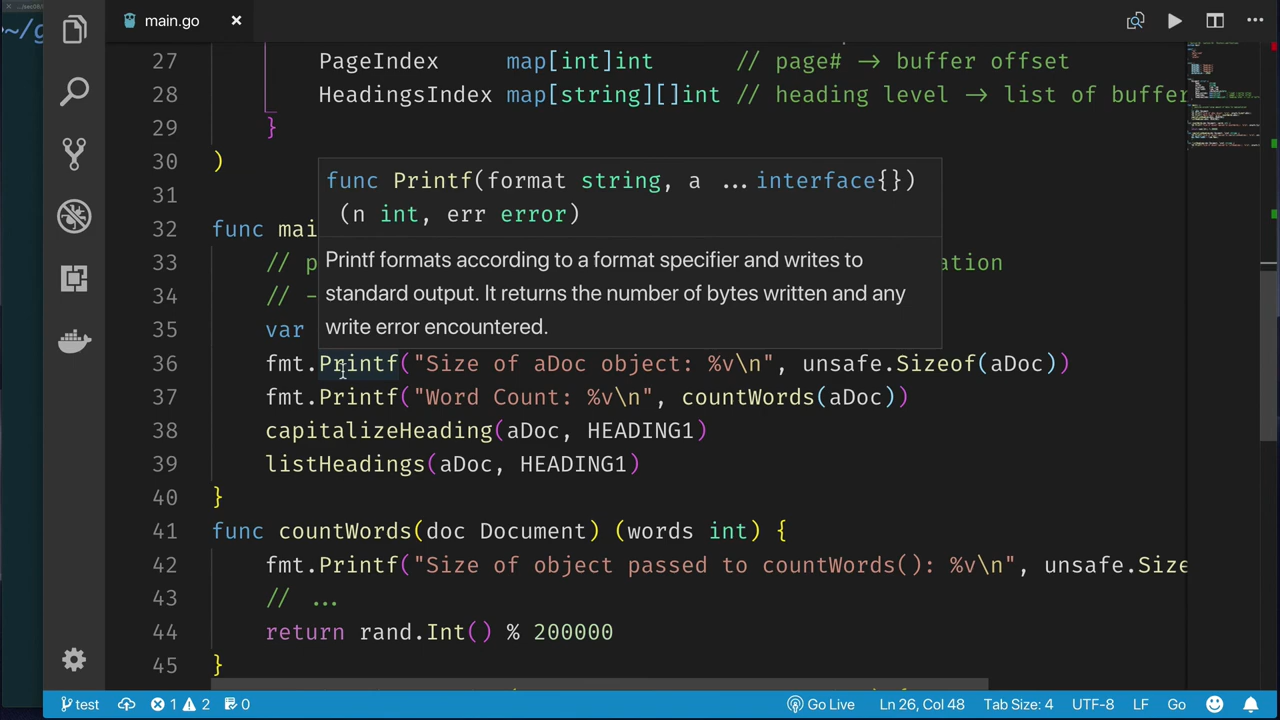 ~/g
main.go
27 PageIndex map[int]int // page# → buffer offset
28 HeadingsIndex map[string][]int // heading level → list of buffer
29 }
30 )
31
func Printf(format string, a ...interface{})
(n int, err error)
Printf formats according to a format specifier and writes to
standard output. It returns the number of bytes written and any
write error encountered.
32 func mai
33 // p ation
34 // -
35 var
36 fmt.Printf("Size of aDoc object: %v\n", unsafe.Sizeof(aDoc))
37 fmt.Printf("Word Count: %v\n", countWords(aDoc))
38 capitalizeHeading(aDoc, HEADING1)
39 listHeadings(aDoc, HEADING1)
40 }
41 func countWords(doc Document) (words int) {
42 fmt.Printf("Size of object passed to countWords(): %v\n", unsafe.Size
43 // ...
44 return rand.Int() % 200000
45 }
test 1 2 0 Go Live Ln 26, Col 48 Tab Size: 4 UTF-8 LF Go